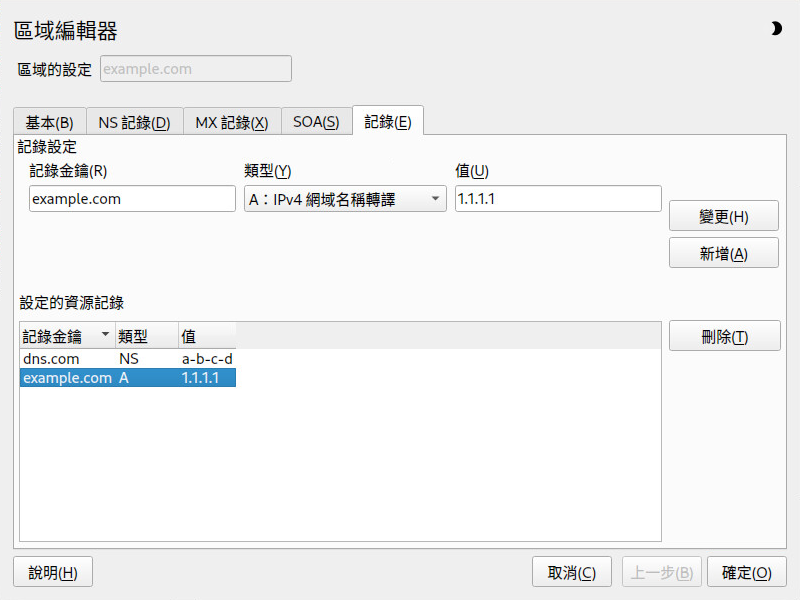 區域編輯器
區域的設定 example.com
基本(B) NS 記錄(D) MX 記錄(X) SOA(S) 記錄(E)
記錄設定
記錄金鑰(R) 類型(Y) 值(U)
example.com A：IPv4 網域名稱轉譯 1.1.1.1
變更(H)
新增(A)
設定的資源記錄
記錄金鑰 類型 值
刪除(T)
dns.com NS a-b-c-d
example.com A 1.1.1.1
說明(H) 取消(C) 上一步(B) 確定(O)